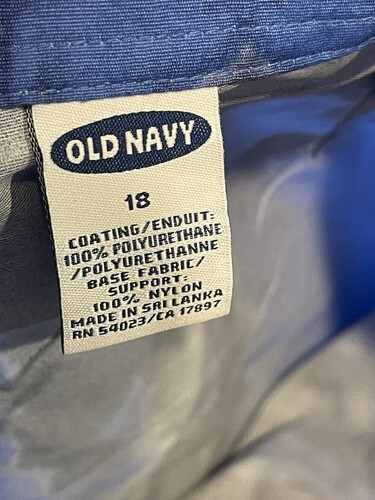 OLD NAVY
18
COATING/ENDUIT:
100% POLYURETHANE
/POLYURETHANNE
BASE FABRIC/
SUPPORT:
100% NYLON
MADE IN SRI LANKA
RN 54023/CA 17897